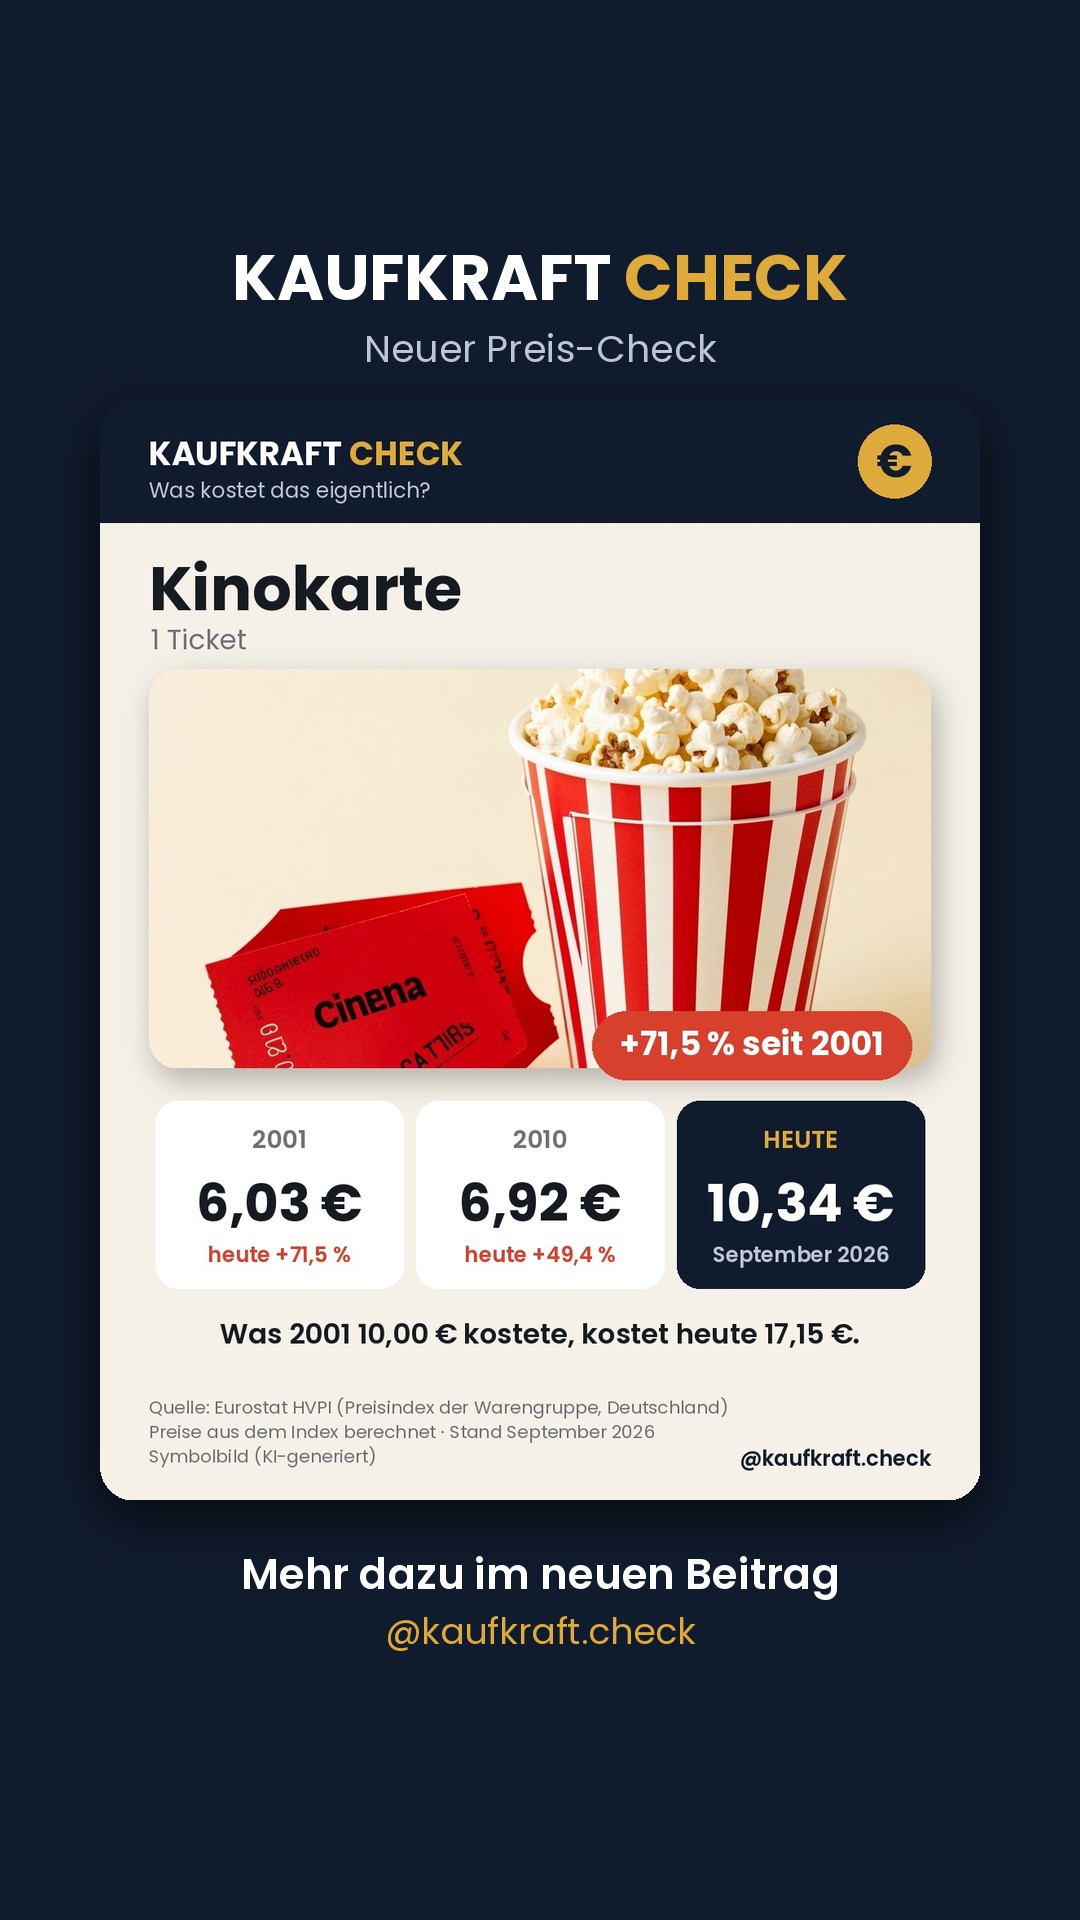 KAUFKRAFT CHECK
Neuer Preis-Check
KAUFKRAFT CHECK
Was kostet das eigentlich?
€
Kinokarte
1 Ticket
Cinena
+71,5 % seit 2001
2001
6,03 €
heute +71,5 %
2010
6,92 €
heute +49,4 %
HEUTE
10,34 €
September 2026
Was 2001 10,00 € kostete, kostet heute 17,15 €.
Quelle: Eurostat HVPI (Preisindex der Warengruppe, Deutschland)
Preise aus dem Index berechnet · Stand September 2026
Symbolbild (KI-generiert)
@kaufkraft.check
Mehr dazu im neuen Beitrag
@kaufkraft.check